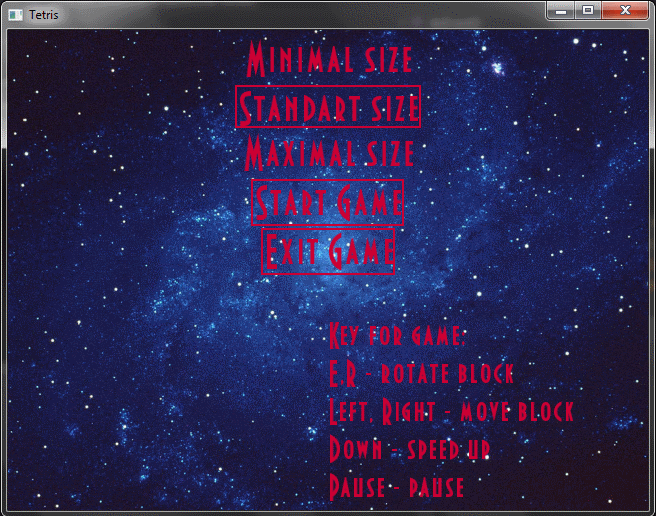 Tetris
Minimal size
Standart size
Maximal size
Start Game
Exit Game
Key for game:
E,R - rotate block
Left, Right - move block
Down - speed up
Pause - pause